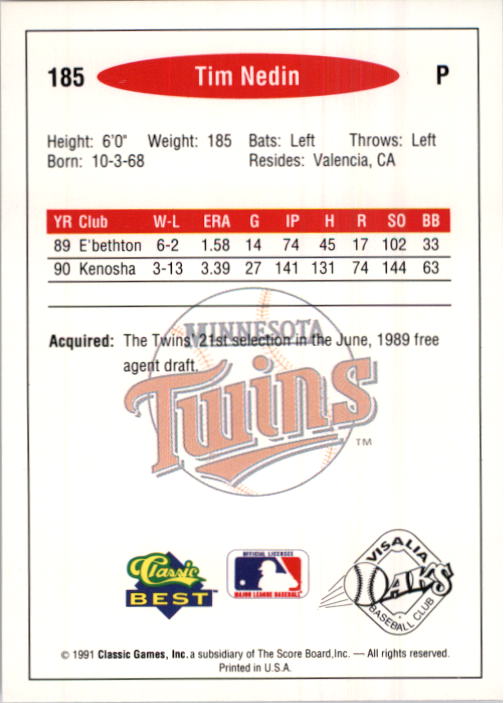 185 Tim Nedin P
Height: 6'0" Weight: 185 Bats: Left Throws: Left
Born: 10-3-68 Resides: Valencia, CA
YR Club W-L ERA G IP H R SO BB
89 E'bethton 6-2 1.58 14 74 45 17 102 33
90 Kenosha 3-13 3.39 27 141 131 74 144 63
MINNESOTA
Acquired: The Twins' 21st selection in the June, 1989 free
agent draft.
Twins TM
Classic
BEST
OFFICIAL LICENSEE
MAJOR LEAGUE BASEBALL
VISALIA
OAKS
BASEBALL CLUB
© 1991 Classic Games, Inc. a subsidiary of The Score Board,Inc. — All rights reserved.
Printed in U.S.A.